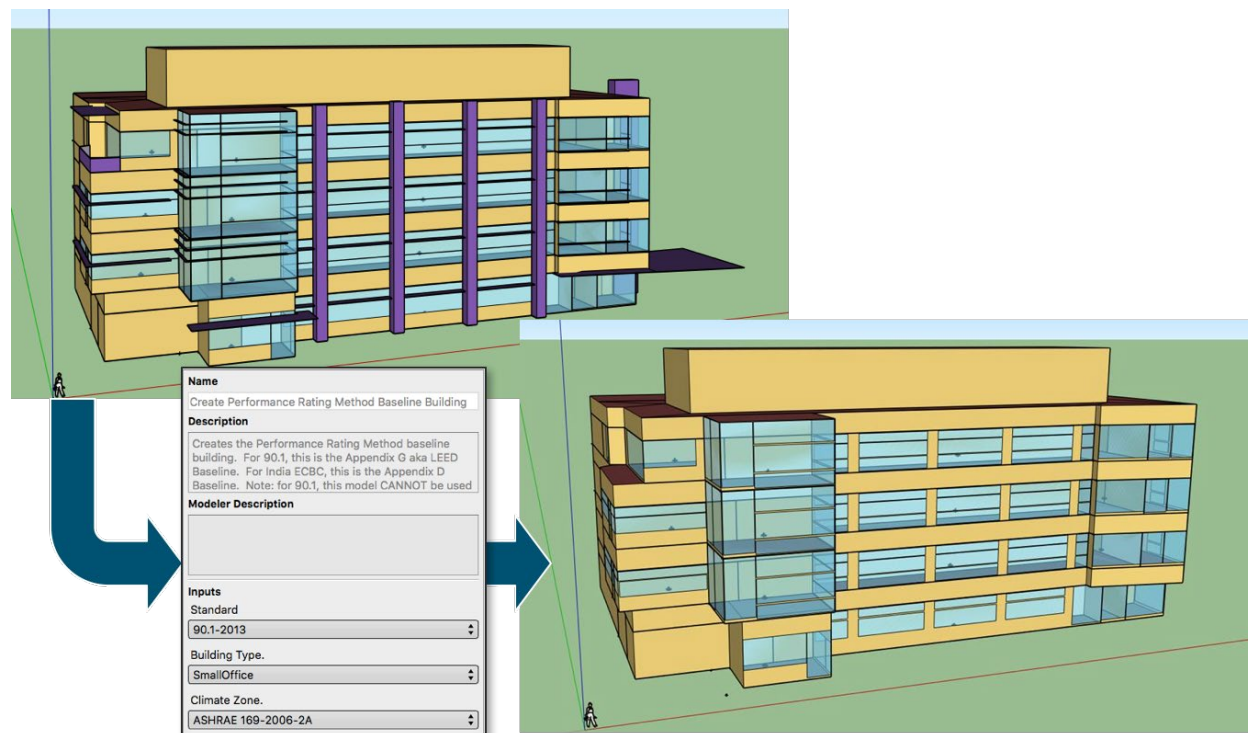 Name
Create Performance Rating Method Baseline Building
Description
Creates the Performance Rating Method baseline
building. For 90.1, this is the Appendix G aka LEED
Baseline. For India ECBC, this is the Appendix D
Baseline. Note: for 90.1, this model CANNOT be used
Modeler Description
Inputs
Standard
90.1-2013
Building Type.
SmallOffice
Climate Zone.
ASHRAE 169-2006-2A